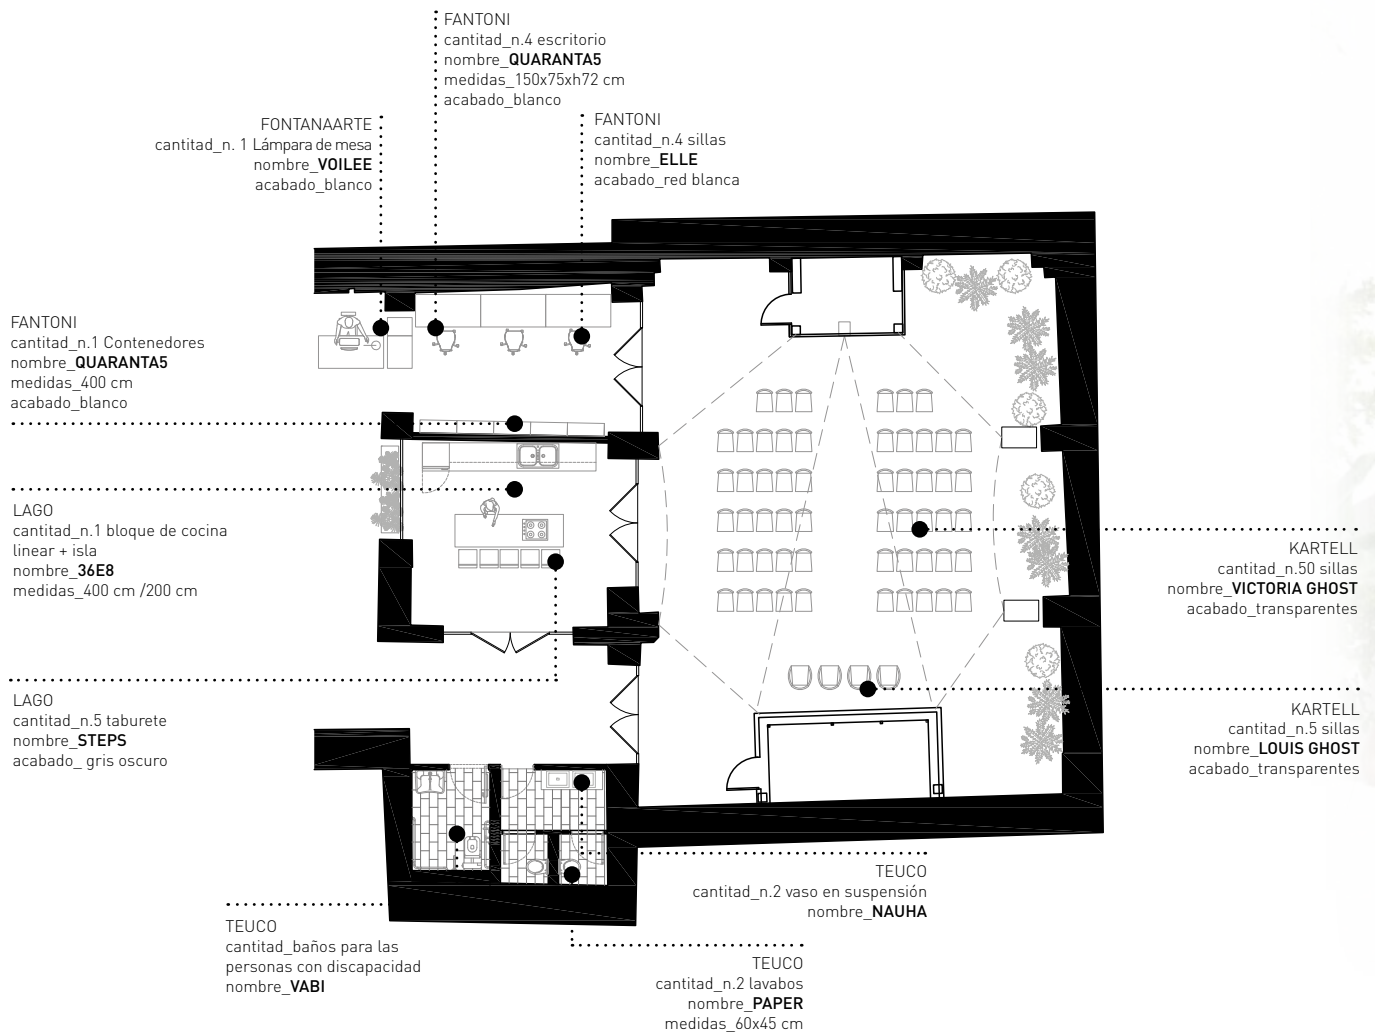 FANTONI
cantitad_n.4 escritorio
nombre_QUARANTA5
medidas_150x75xh72 cm
acabado_blanco
FONTANAARTE
cantitad_n. 1 Lámpara de mesa
nombre_VOILEE
acabado_blanco
FANTONI
cantitad_n.4 sillas
nombre_ELLE
acabado_red blanca
FANTONI
cantitad_n.1 Contenedores
nombre_QUARANTA5
medidas_400 cm
acabado_blanco
LAGO
cantitad_n.1 bloque de cocina
linear + isla
nombre_36E8
medidas_400 cm /200 cm
KARTELL
cantitad_n.50 sillas
nombre_VICTORIA GHOST
acabado_transparentes
LAGO
cantitad_n.5 taburete
nombre_STEPS
acabado_ gris oscuro
KARTELL
cantitad_n.5 sillas
nombre_LOUIS GHOST
acabado_transparentes
TEUCO
cantitad_n.2 vaso en suspensión
nombre_NAUHA
TEUCO
cantitad_baños para las
personas con discapacidad
nombre_VABI
TEUCO
cantitad_n.2 lavabos
nombre_PAPER
medidas_60x45 cm